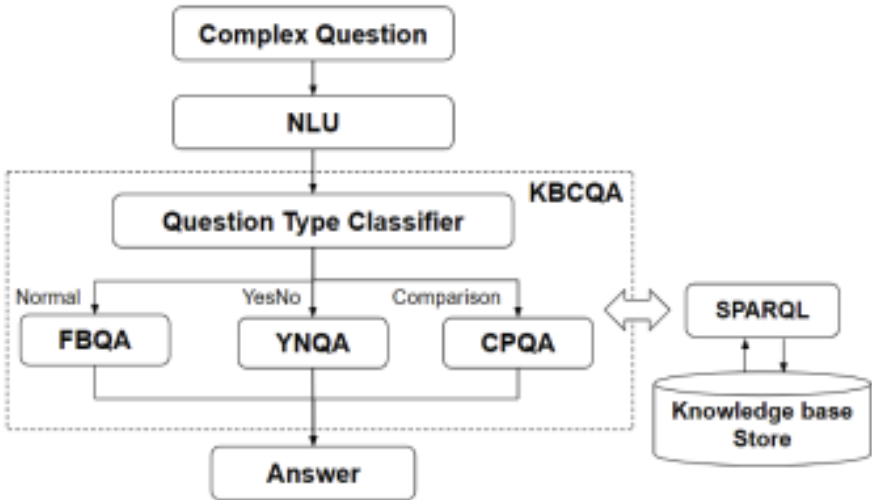 Complex Question
NLU
KBCQA
Question Type Classifier
Normal
YesNo
Comparison
FBQA
YNQA
CPQA
SPARQL
Knowledge base
Store
Answer